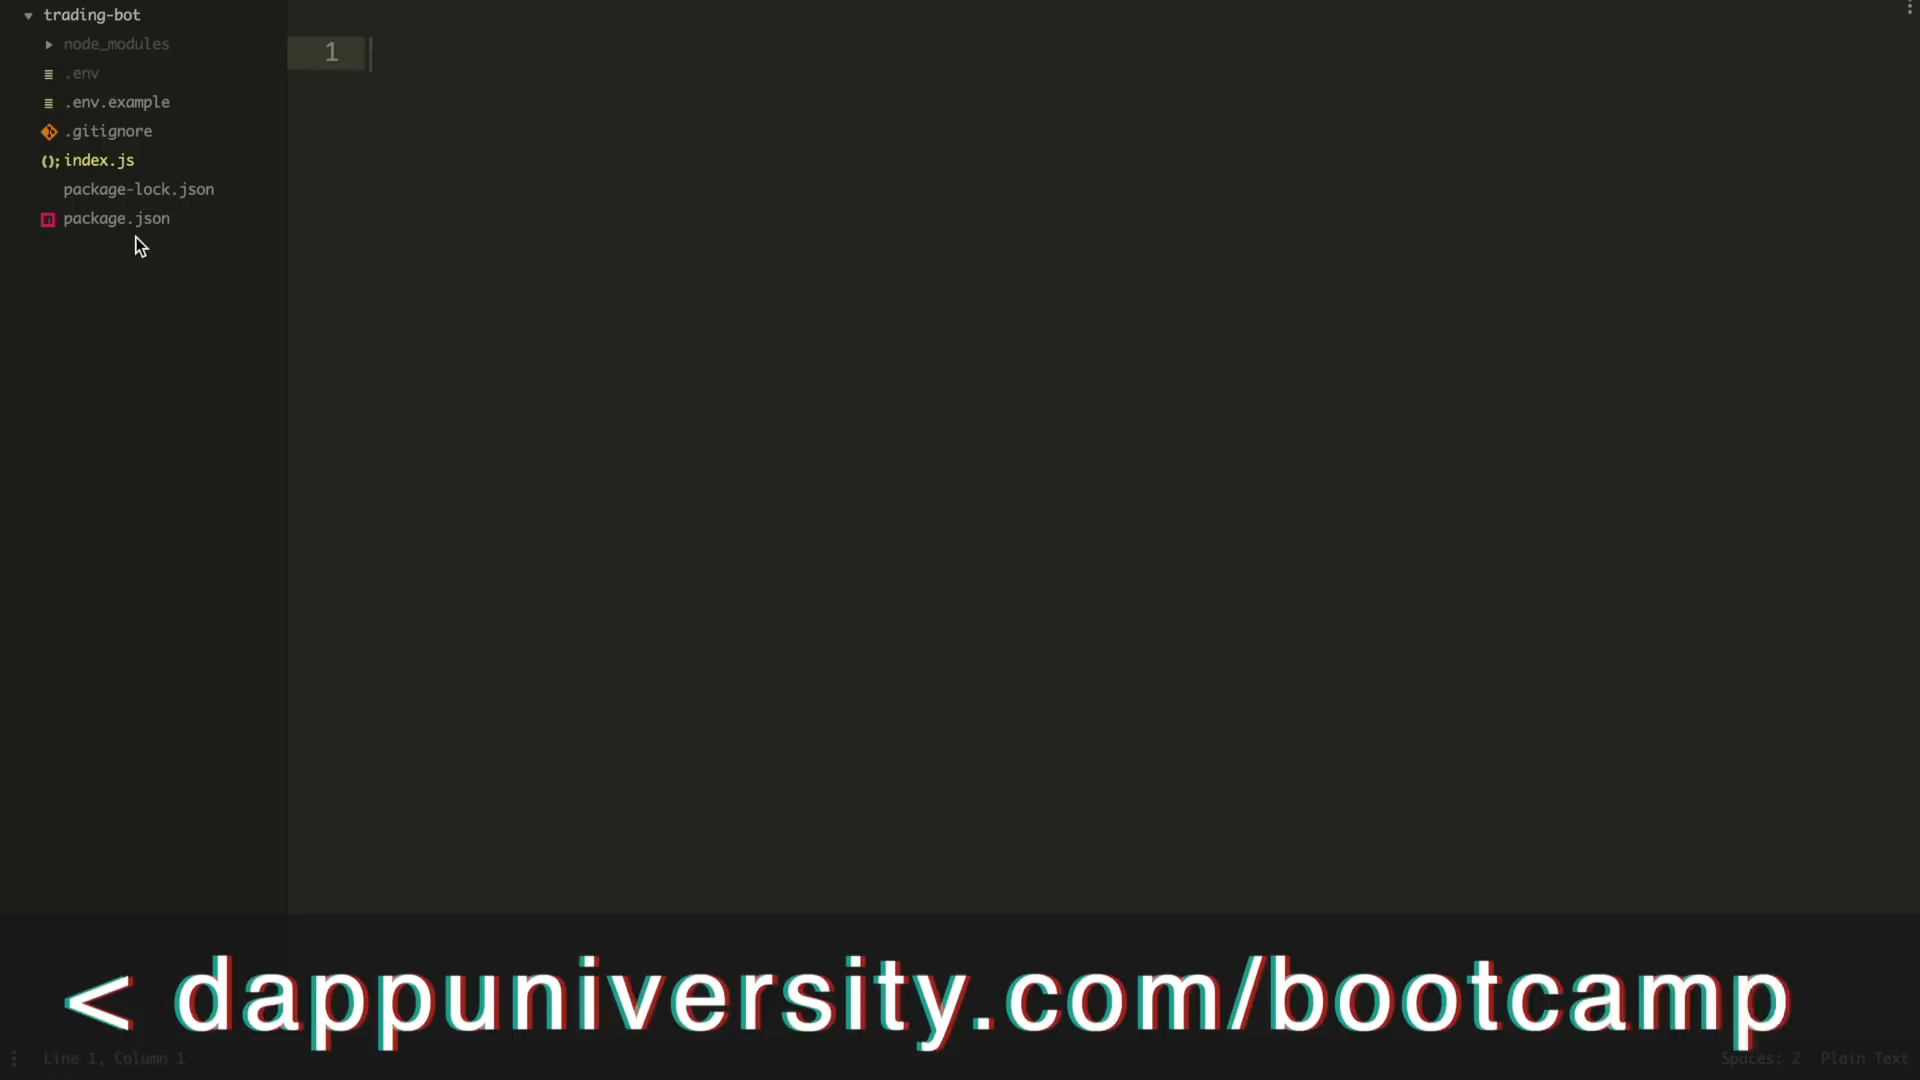 trading-bot
node_modules
.env
.env.example
.gitignore
index.js
package-lock.json
package.json
1
< dappuniversity.com/bootcamp
Line 1, Column 1
Spaces: 2 Plain Text